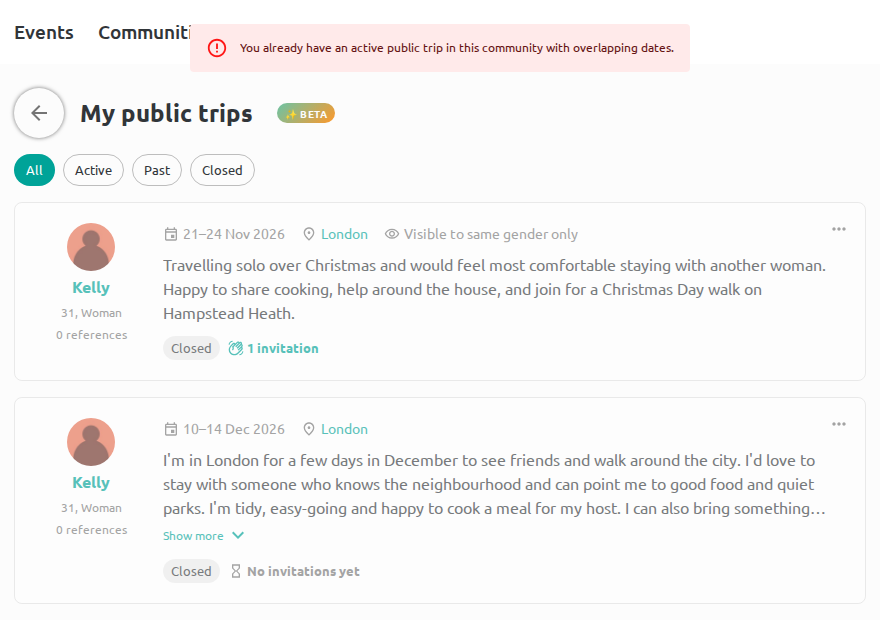 Events Communiti
You already have an active public trip in this community with overlapping dates.
My public trips
BETA
All
Active
Past
Closed
21–24 Nov 2026 London Visible to same gender only
Kelly
31, Woman
0 references
Travelling solo over Christmas and would feel most comfortable staying with another woman.
Happy to share cooking, help around the house, and join for a Christmas Day walk on
Hampstead Heath.
Closed 1 invitation
10–14 Dec 2026 London
Kelly
31, Woman
0 references
I'm in London for a few days in December to see friends and walk around the city. I'd love to
stay with someone who knows the neighbourhood and can point me to good food and quiet
parks. I'm tidy, easy-going and happy to cook a meal for my host. I can also bring something…
Show more
Closed No invitations yet